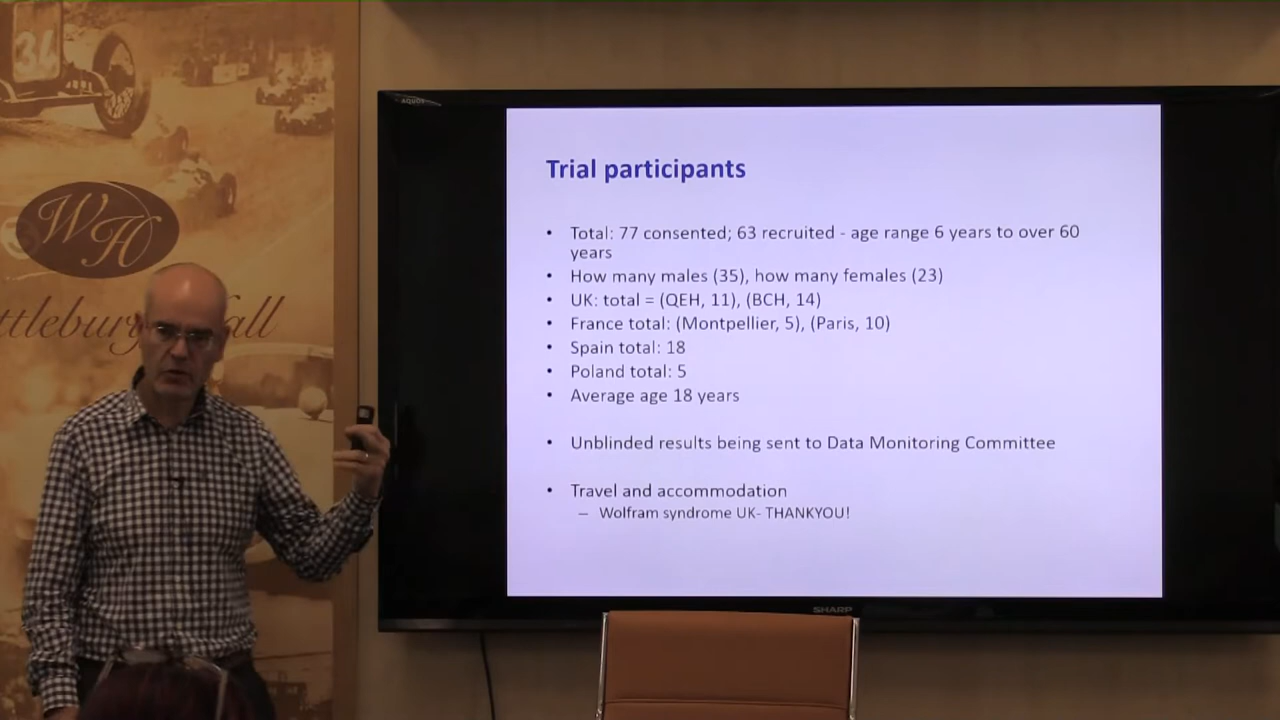 34
AQUOS
WH
ttlebury Hall
Trial participants
• Total: 77 consented; 63 recruited - age range 6 years to over 60
years
• How many males (35), how many females (23)
• UK: total = (QEH, 11), (BCH, 14)
• France total: (Montpellier, 5), (Paris, 10)
• Spain total: 18
• Poland total: 5
• Average age 18 years
• Unblinded results being sent to Data Monitoring Committee
• Travel and accommodation
– Wolfram syndrome UK- THANKYOU!
SHARP